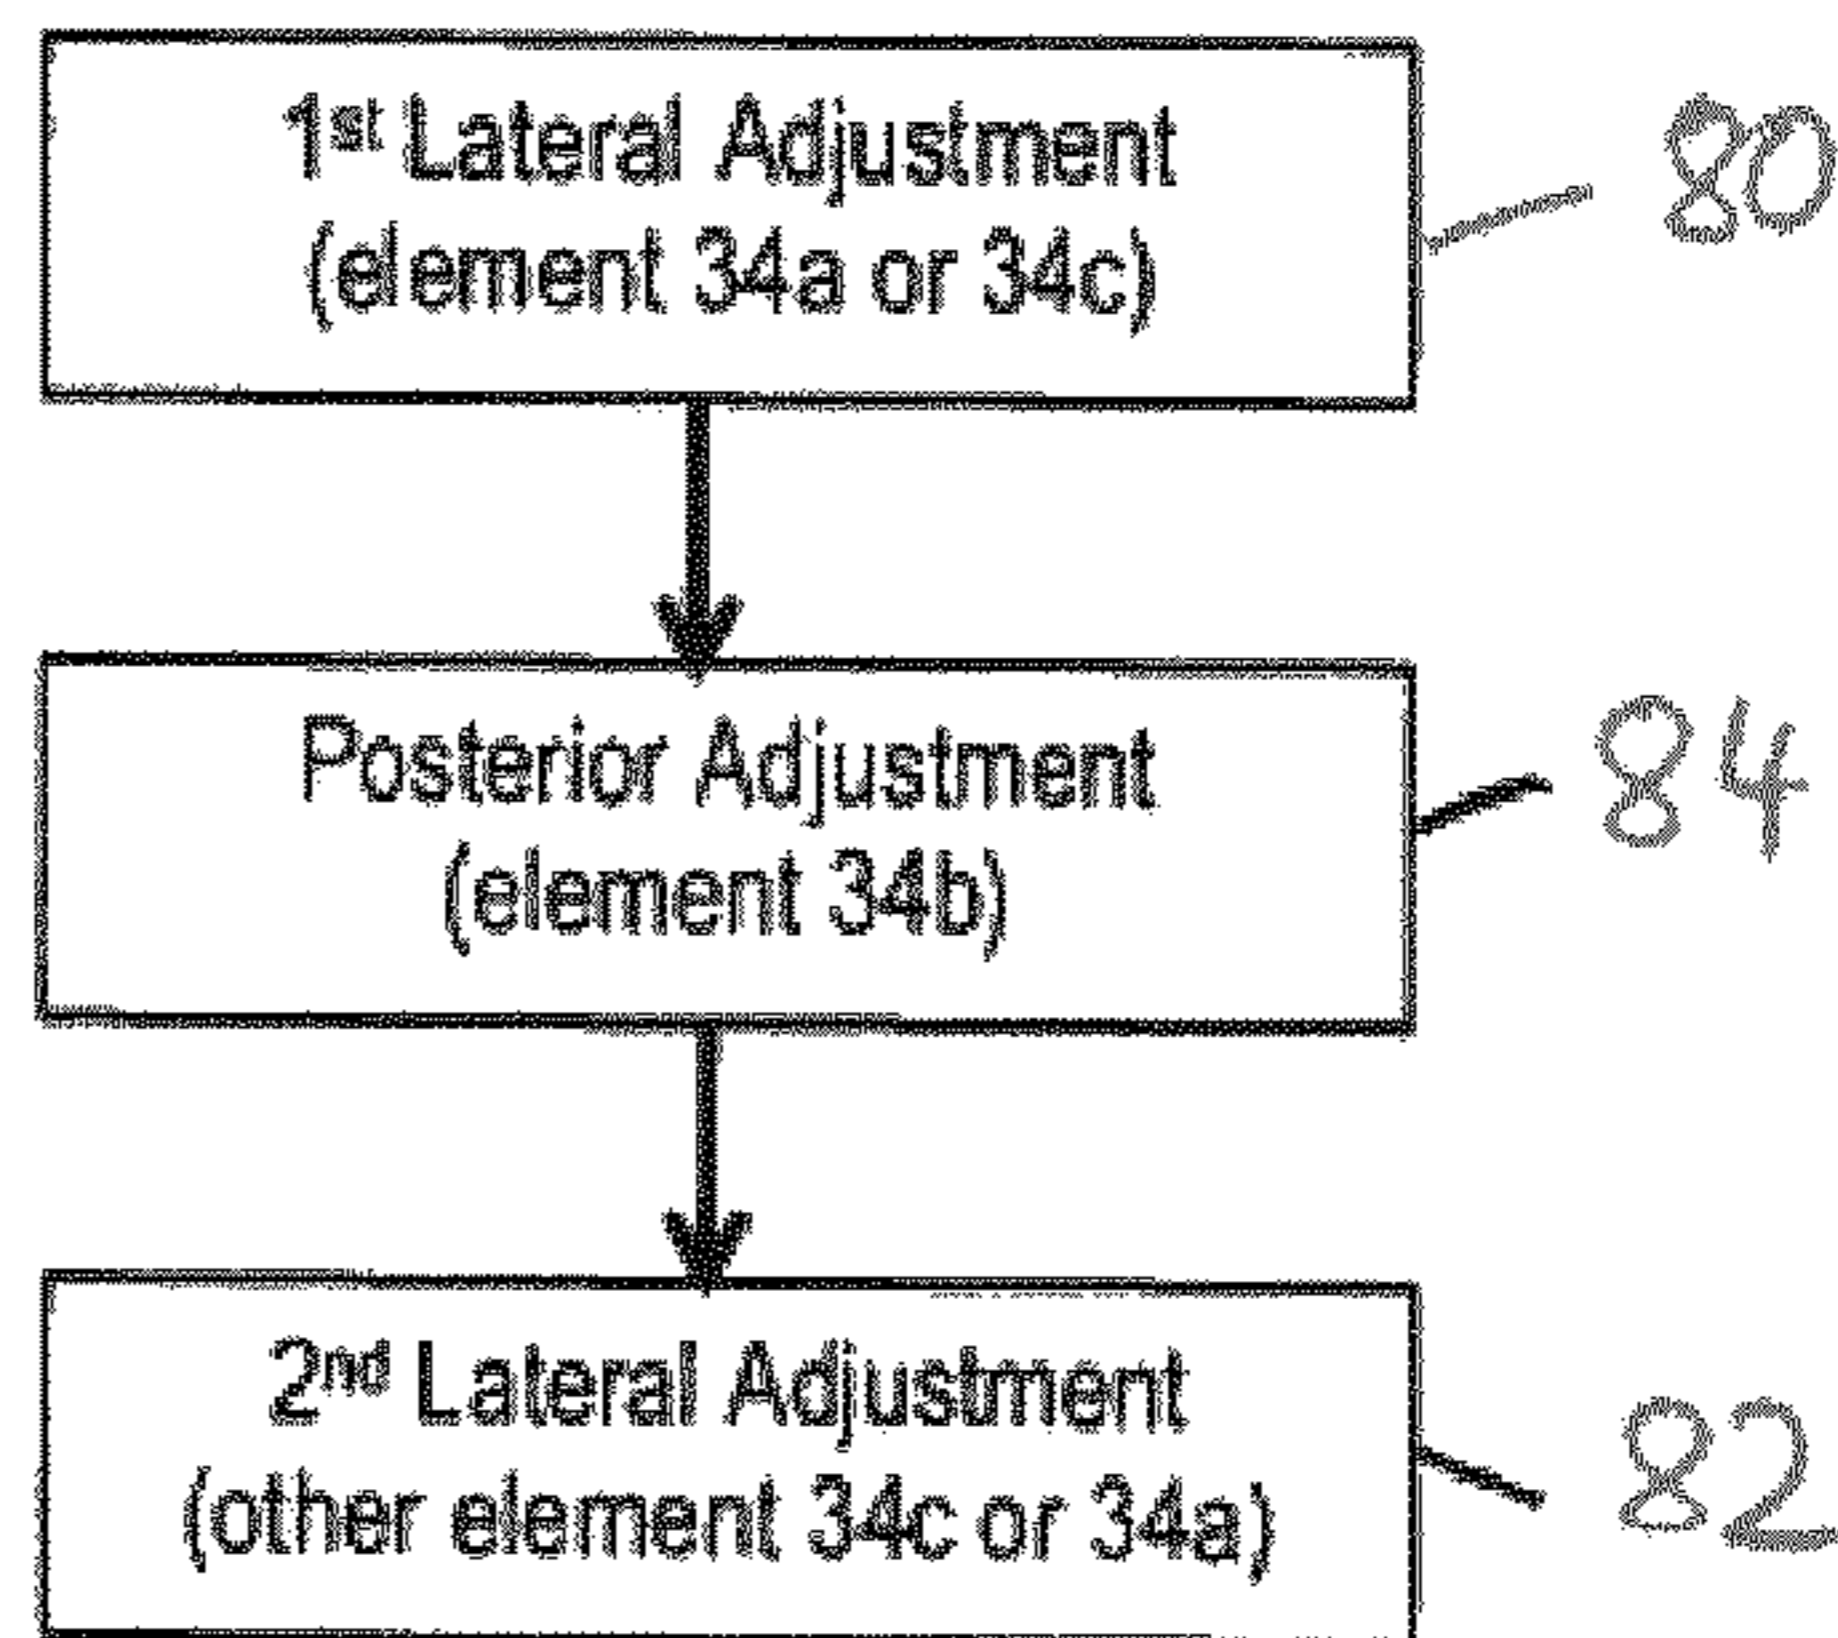 1st Lateral Adjustment
(element 34a or 34c)
80
Posterior Adjustment
(element 34b)
84
2nd Lateral Adjustment
(other element 34c or 34a)
82